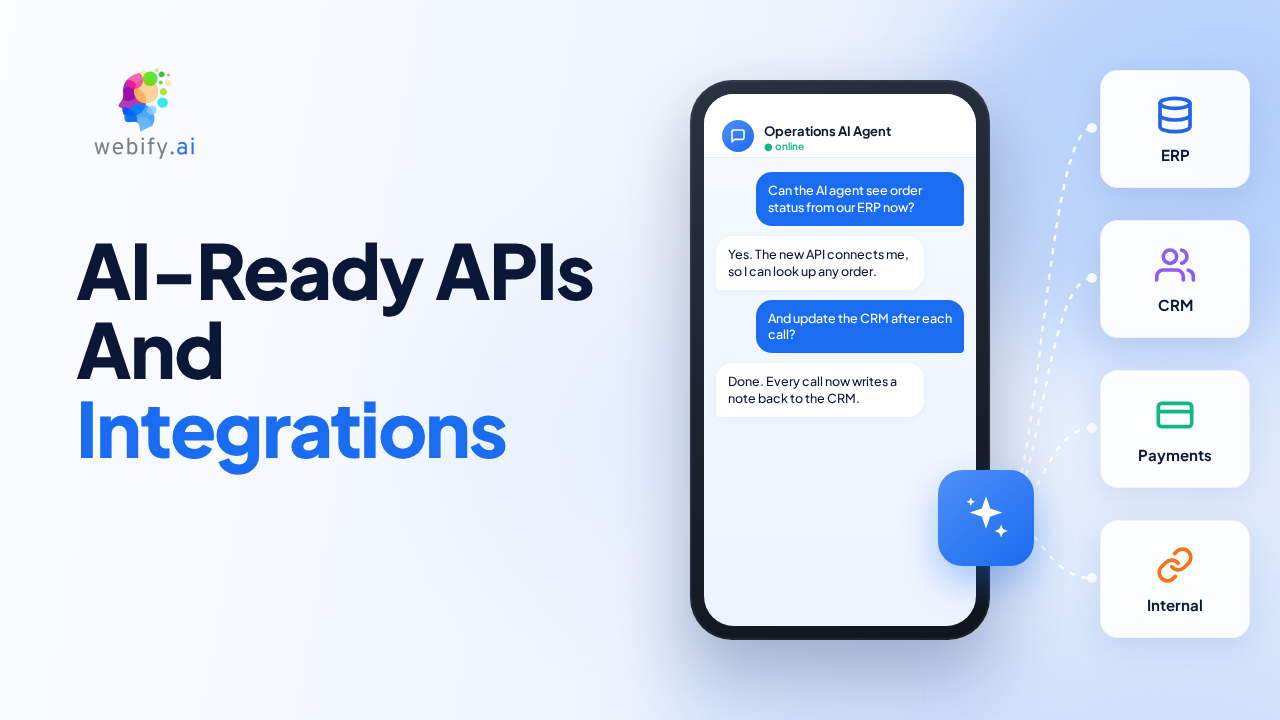 webify.ai
AI-Ready APIs
And
Integrations
Operations AI Agent
online
Can the AI agent see order
status from our ERP now?
Yes. The new API connects me,
so I can look up any order.
And update the CRM after each
call?
Done. Every call now writes a
note back to the CRM.
ERP
CRM
Payments
Internal